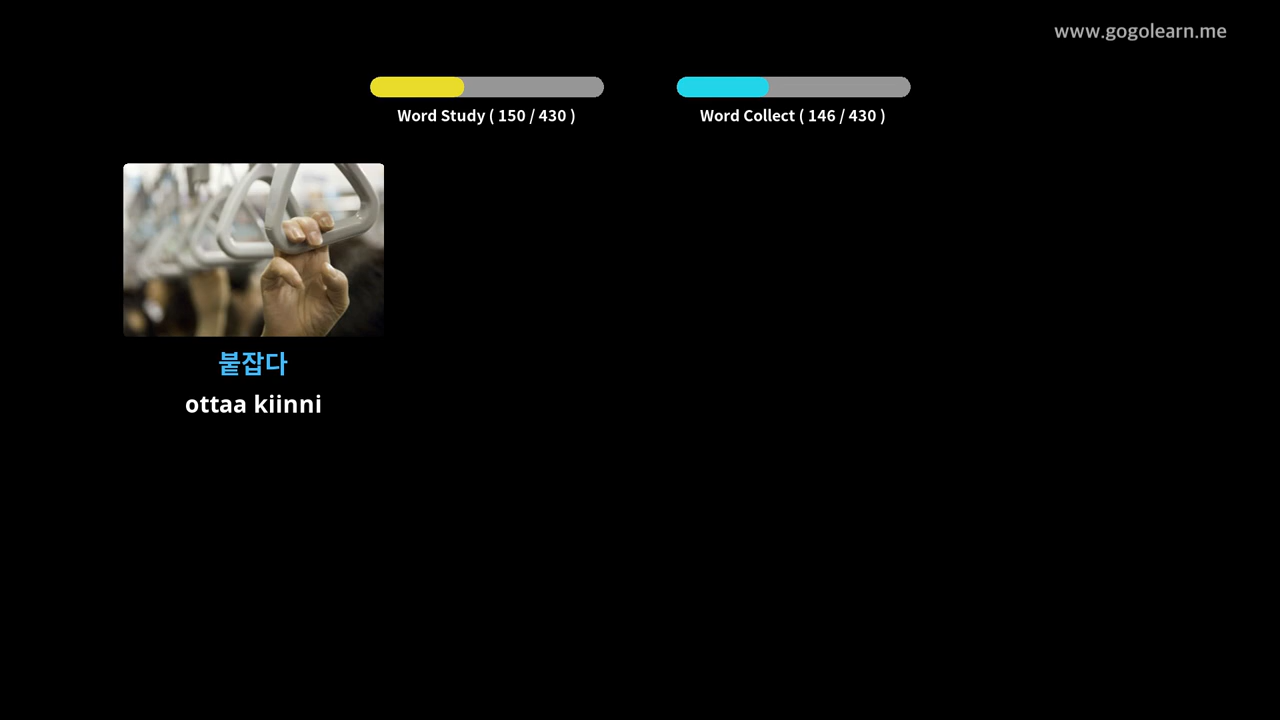 www.gogolearn.me
Word Study ( 150 / 430 )
Word Collect ( 146 / 430 )
붙잡다
ottaa kiinni